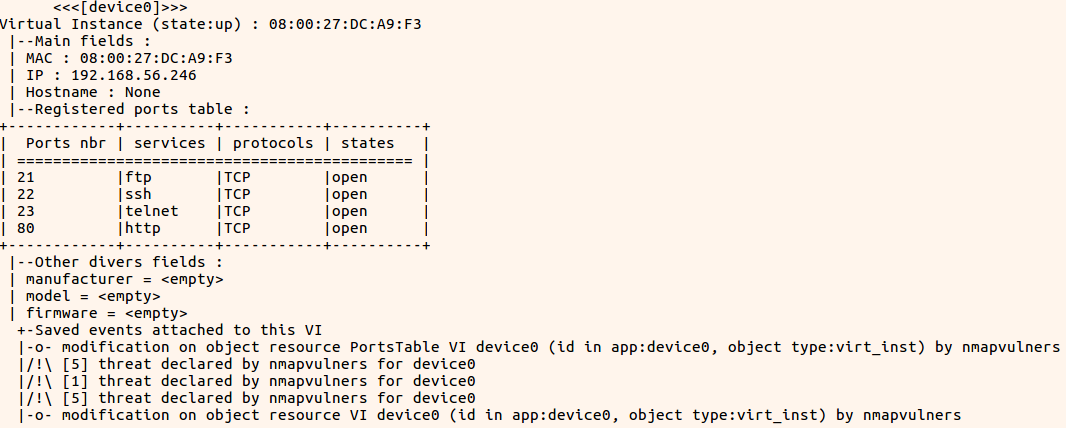 <<<[device0]>>>
Virtual Instance (state:up) : 08:00:27:DC:A9:F3
 |--Main fields :
 | MAC : 08:00:27:DC:A9:F3
 | IP : 192.168.56.246
 | Hostname : None
 |--Registered ports table :
+------------+----------+-----------+----------+
|  Ports nbr | services | protocols | states   |
| ============================================ |
| 21         |ftp       |TCP        |open      |
| 22         |ssh       |TCP        |open      |
| 23         |telnet    |TCP        |open      |
| 80         |http      |TCP        |open      |
+------------+----------+-----------+----------+
 |--Other divers fields :
 | manufacturer = <empty>
 | model = <empty>
 | firmware = <empty>
  +-Saved events attached to this VI
  |-o- modification on object resource PortsTable VI device0 (id in app:device0, object type:virt_inst) by nmapvulners
  |/!\ [5] threat declared by nmapvulners for device0
  |/!\ [1] threat declared by nmapvulners for device0
  |/!\ [5] threat declared by nmapvulners for device0
  |-o- modification on object resource VI device0 (id in app:device0, object type:virt_inst) by nmapvulners